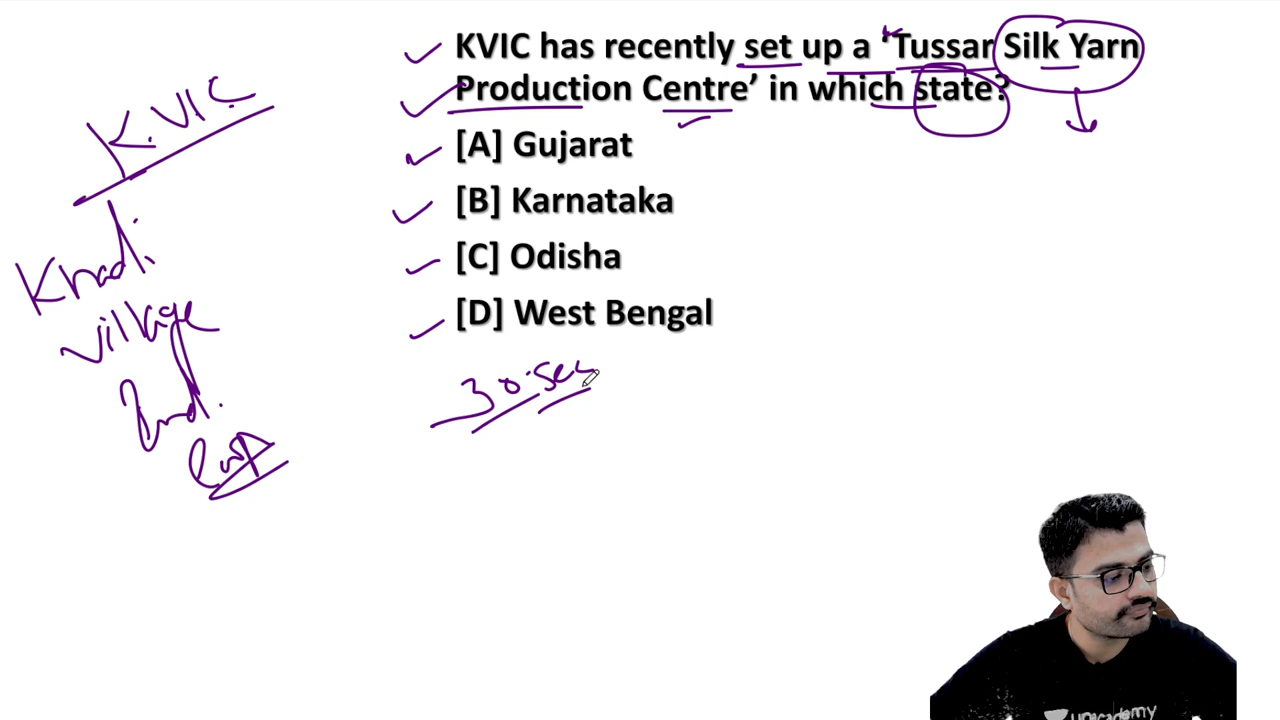 KVIC has recently set up a 'Tussar Silk Yarn
Production Centre' in which state?
[A] Gujarat
[B] Karnataka
[C] Odisha
[D] West Bengal
K.VIC
Khadi
village
Ind.
30 sec
unacademy